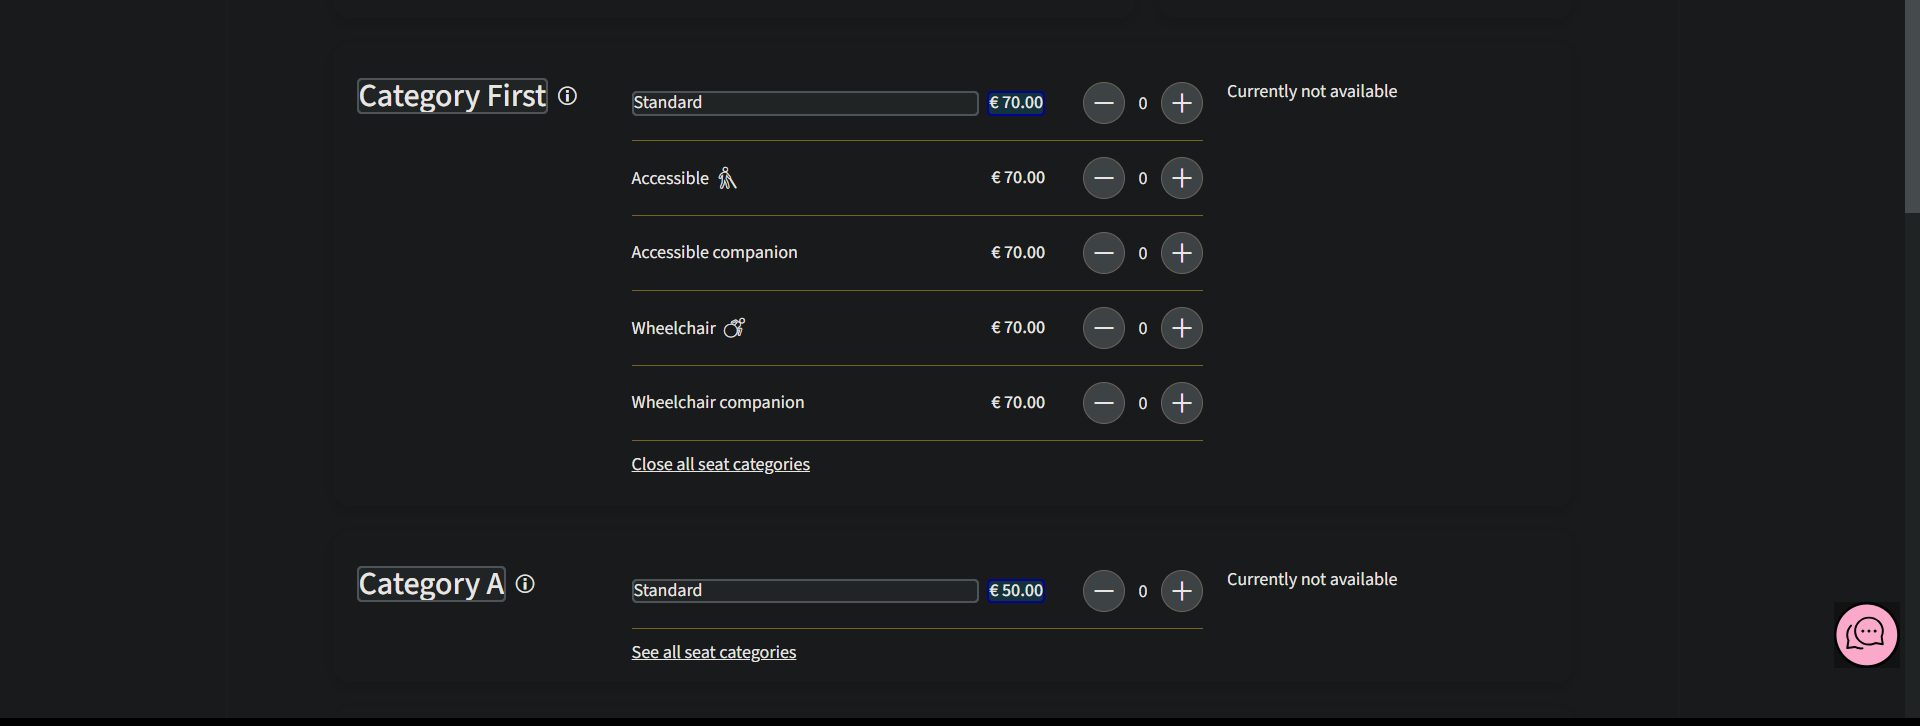 Category First
Standard € 70.00 0 Currently not available
Accessible € 70.00 0
Accessible companion € 70.00 0
Wheelchair € 70.00 0
Wheelchair companion € 70.00 0
Close all seat categories
Category A
Standard € 50.00 0 Currently not available
See all seat categories